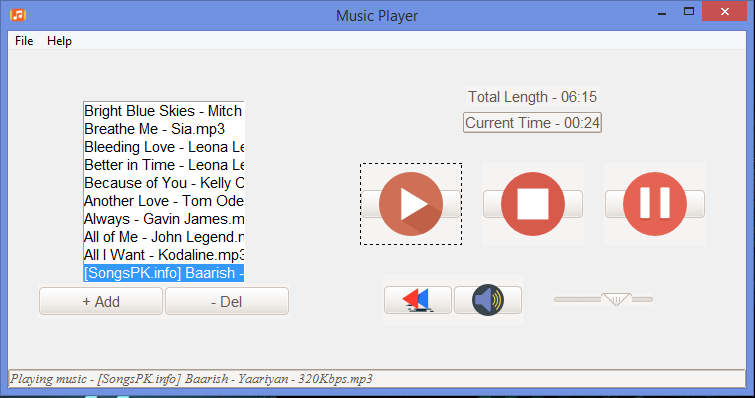 Music Player
File Help
Total Length - 06:15
Current Time - 00:24
Bright Blue Skies - Mitch
Breathe Me - Sia.mp3
Bleeding Love - Leona Le
Better in Time - Leona Le
Because of You - Kelly C
Another Love - Tom Ode
Always - Gavin James.m
All of Me - John Legend.n
All I Want - Kodaline.mp3
[SongsPK.info] Baarish -
+ Add
- Del
Playing music - [SongsPK.info] Baarish - Yaariyan - 320Kbps.mp3